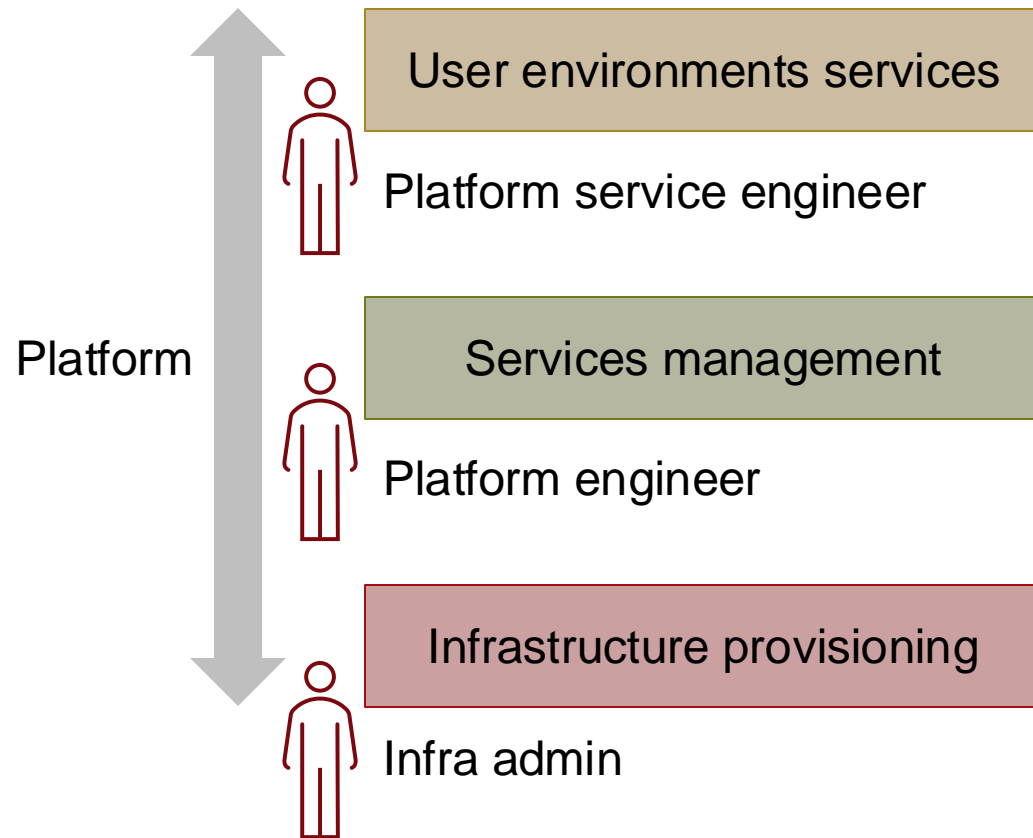 User environments services
Platform service engineer
Platform
Services management
Platform engineer
Infrastructure provisioning
Infra admin